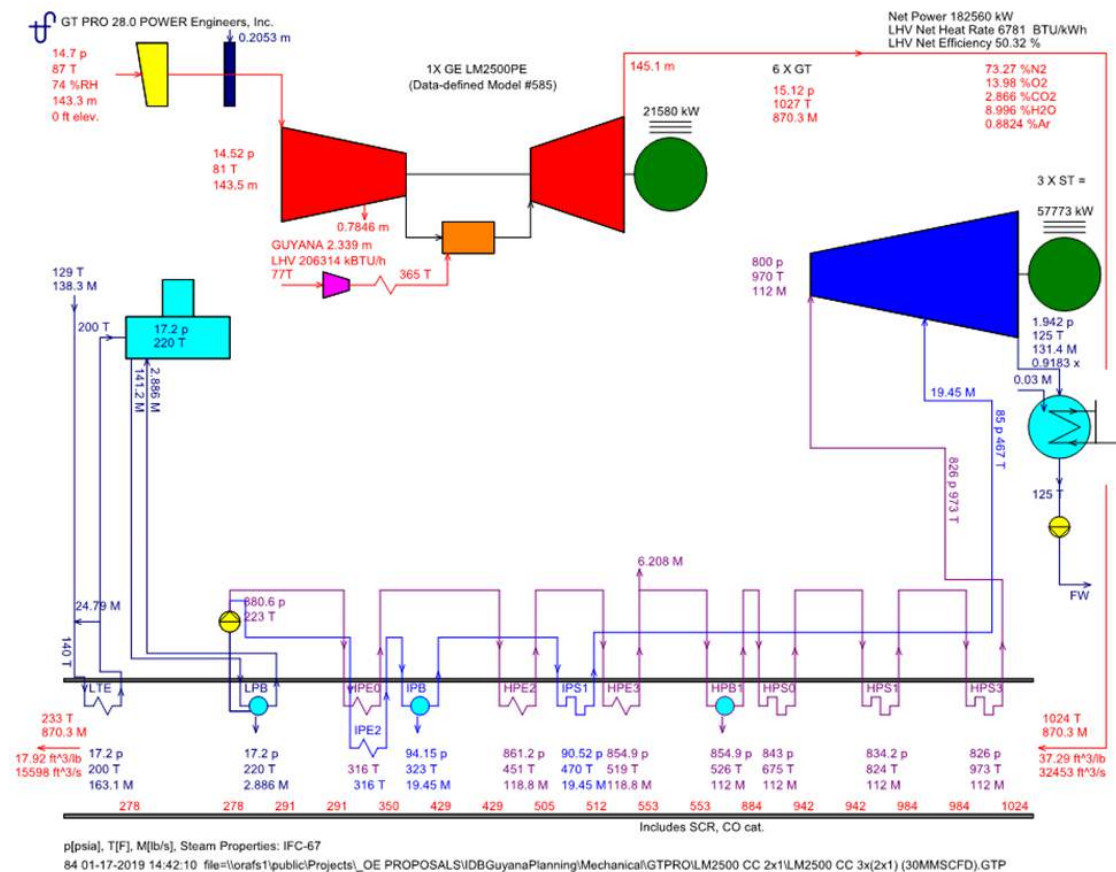 GT PRO 28.0 POWER Engineers, Inc.
Net Power 182560 kW
LHV Net Heat Rate 6781 BTU/kWh
LHV Net Efficiency 50.32 %
0.2053 m
14.7 p
87 T
74 %RH
143.3 m
0 ft elev.
1X GE LM2500PE
(Data-defined Model #585)
145.1 m
6 X GT
15.12 p
1027 T
870.3 M
73.27 %N2
13.98 %O2
2.866 %CO2
8.996 %H2O
0.8824 %Ar
21580 kW
14.52 p
81 T
143.5 m
0.7846 m
GUYANA 2.339 m
LHV 206314 kBTU/h
77T
365 T
3 X ST =
57773 kW
800 p
970 T
112 M
129 T
138.3 M
200 T
17.2 p
220 T
141.2 M
2.886 M
1.942 p
125 T
131.4 M
0.9183 x
0.03 M
19.45 M
85 p 467 T
826 p 973 T
125 T
FW
24.79 M
140 T
880.6 p
223 T
6.208 M
LTE
LPB
HPE0
IPE2
IPB
HPE2
IPS1
HPE3
HPB1
HPS0
HPS1
HPS3
233 T
870.3 M
17.92 ft^3/lb
15598 ft^3/s
17.2 p
200 T
163.1 M
17.2 p
220 T
2.886 M
316 T
316 T
94.15 p
323 T
19.45 M
861.2 p
451 T
118.8 M
90.52 p
470 T
19.45 M
854.9 p
519 T
118.8 M
854.9 p
526 T
112 M
843 p
675 T
112 M
834.2 p
824 T
112 M
826 p
973 T
112 M
1024 T
870.3 M
37.29 ft^3/lb
32453 ft^3/s
278 278 291 291 350 429 429 505 512 553 553 884 942 942 984 984 1024
Includes SCR, CO cat.
p[psia], T[F], M[lb/s], Steam Properties: IFC-67
84 01-17-2019 14:42:10 file=\\orafs1\public\Projects\_OE PROPOSALS\IDBGuyanaPlanning\Mechanical\GTPRO\LM2500 CC 2x1\LM2500 CC 3x(2x1) (30MMSCFD).GTP